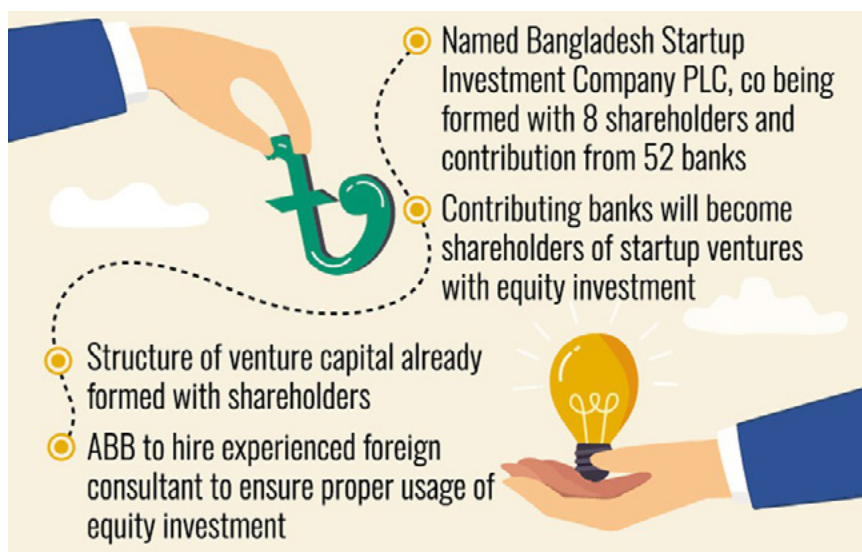 Named Bangladesh Startup
Investment Company PLC, co being
formed with 8 shareholders and
contribution from 52 banks
Contributing banks will become
shareholders of startup ventures
with equity investment
Structure of venture capital already
formed with shareholders
ABB to hire experienced foreign
consultant to ensure proper usage of
equity investment
৳